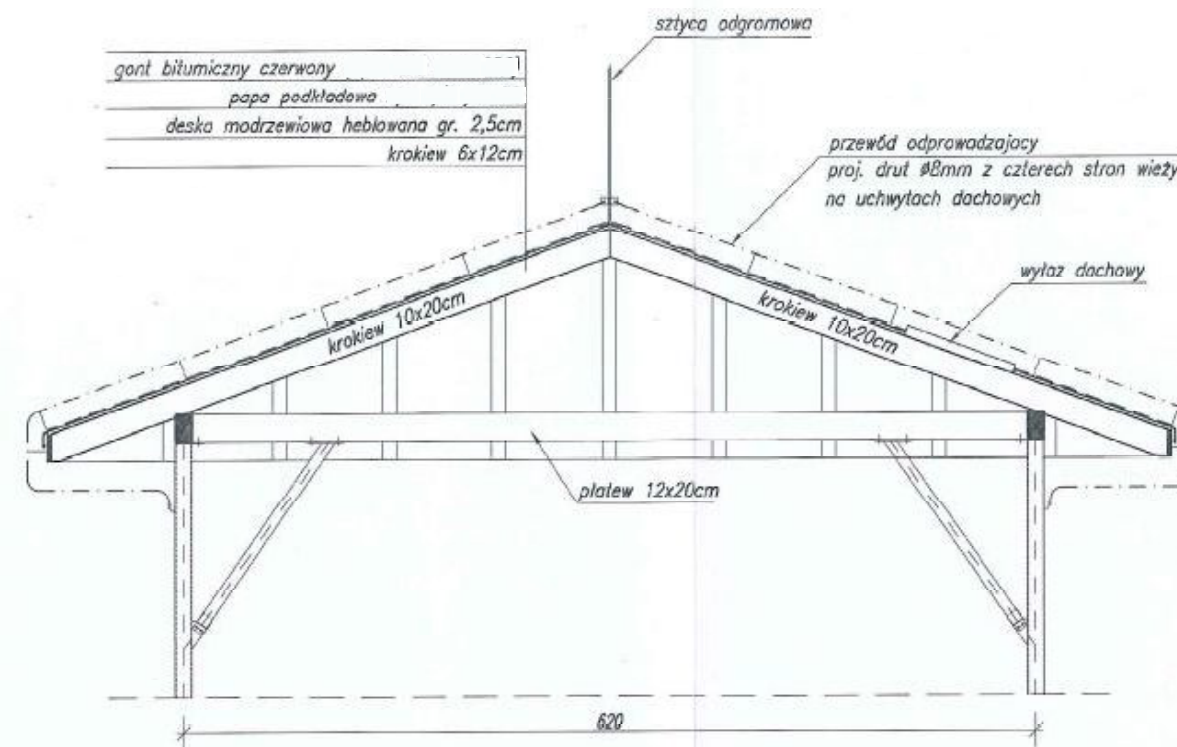 sztyca odgromowa
gont bitumiczny czerwony
papa podkładowa
deska modrzewiowa heblowana gr. 2,5cm
krokiew 6x12cm
przewód odprowadzajacy
proj. drut ø8mm z czterech stron wieży
na uchwytach dachowych
wyłaz dachowy
krokiew 10x20cm
krokiew 10x20cm
płatew 12x20cm
620